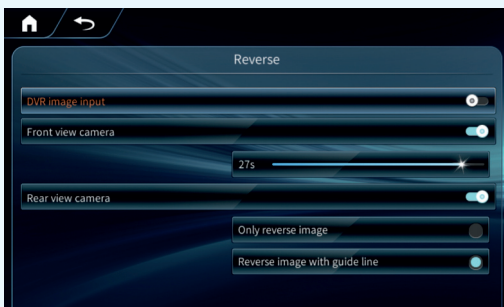 Reverse
DVR image input
Front view camera
27s
Rear view camera
Only reverse image
Reverse image with guide line